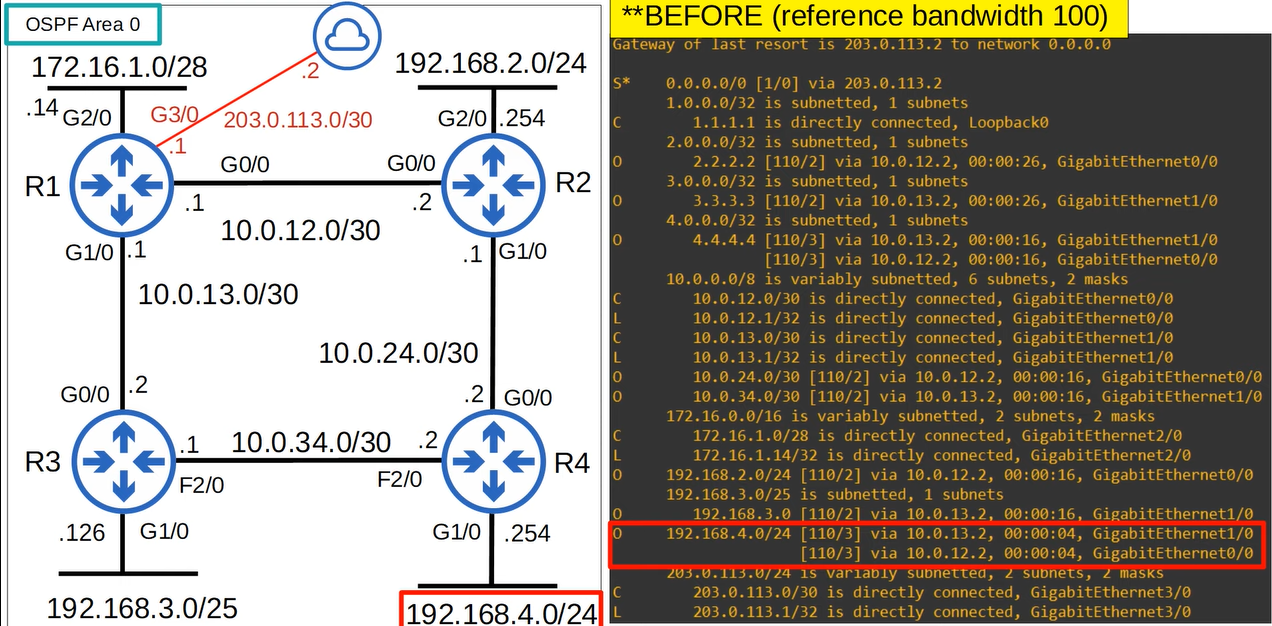 OSPF Area 0
172.16.1.0/28
.14
G2/0
G3/0
.2
203.0.113.0/30
.1
192.168.2.0/24
G2/0
.254
R1
G0/0
G0/0
R2
.1
.2
10.0.12.0/30
G1/0
.1
.1
G1/0
10.0.13.0/30
10.0.24.0/30
G0/0
.2
.2
G0/0
R3
.1
10.0.34.0/30
.2
R4
F2/0
F2/0
.126
G1/0
G1/0
.254
192.168.3.0/25
192.168.4.0/24
**BEFORE (reference bandwidth 100)
Gateway of last resort is 203.0.113.2 to network 0.0.0.0
S* 0.0.0.0/0 [1/0] via 203.0.113.2
1.0.0.0/32 is subnetted, 1 subnets
C 1.1.1.1 is directly connected, Loopback0
2.0.0.0/32 is subnetted, 1 subnets
O 2.2.2.2 [110/2] via 10.0.12.2, 00:00:26, GigabitEthernet0/0
3.0.0.0/32 is subnetted, 1 subnets
O 3.3.3.3 [110/2] via 10.0.13.2, 00:00:26, GigabitEthernet1/0
4.0.0.0/32 is subnetted, 1 subnets
O 4.4.4.4 [110/3] via 10.0.13.2, 00:00:16, GigabitEthernet1/0
[110/3] via 10.0.12.2, 00:00:16, GigabitEthernet0/0
10.0.0.0/8 is variably subnetted, 6 subnets, 2 masks
C 10.0.12.0/30 is directly connected, GigabitEthernet0/0
L 10.0.12.1/32 is directly connected, GigabitEthernet0/0
C 10.0.13.0/30 is directly connected, GigabitEthernet1/0
L 10.0.13.1/32 is directly connected, GigabitEthernet1/0
O 10.0.24.0/30 [110/2] via 10.0.12.2, 00:00:16, GigabitEthernet0/0
O 10.0.34.0/30 [110/2] via 10.0.13.2, 00:00:16, GigabitEthernet1/0
172.16.0.0/16 is variably subnetted, 2 subnets, 2 masks
C 172.16.1.0/28 is directly connected, GigabitEthernet2/0
L 172.16.1.14/32 is directly connected, GigabitEthernet2/0
O 192.168.2.0/24 [110/2] via 10.0.12.2, 00:00:16, GigabitEthernet0/0
192.168.3.0/25 is subnetted, 1 subnets
O 192.168.3.0 [110/2] via 10.0.13.2, 00:00:16, GigabitEthernet1/0
O 192.168.4.0/24 [110/3] via 10.0.13.2, 00:00:04, GigabitEthernet1/0
[110/3] via 10.0.12.2, 00:00:04, GigabitEthernet0/0
203.0.113.0/24 is variably subnetted, 2 subnets, 2 masks
C 203.0.113.0/30 is directly connected, GigabitEthernet3/0
L 203.0.113.1/32 is directly connected, GigabitEthernet3/0